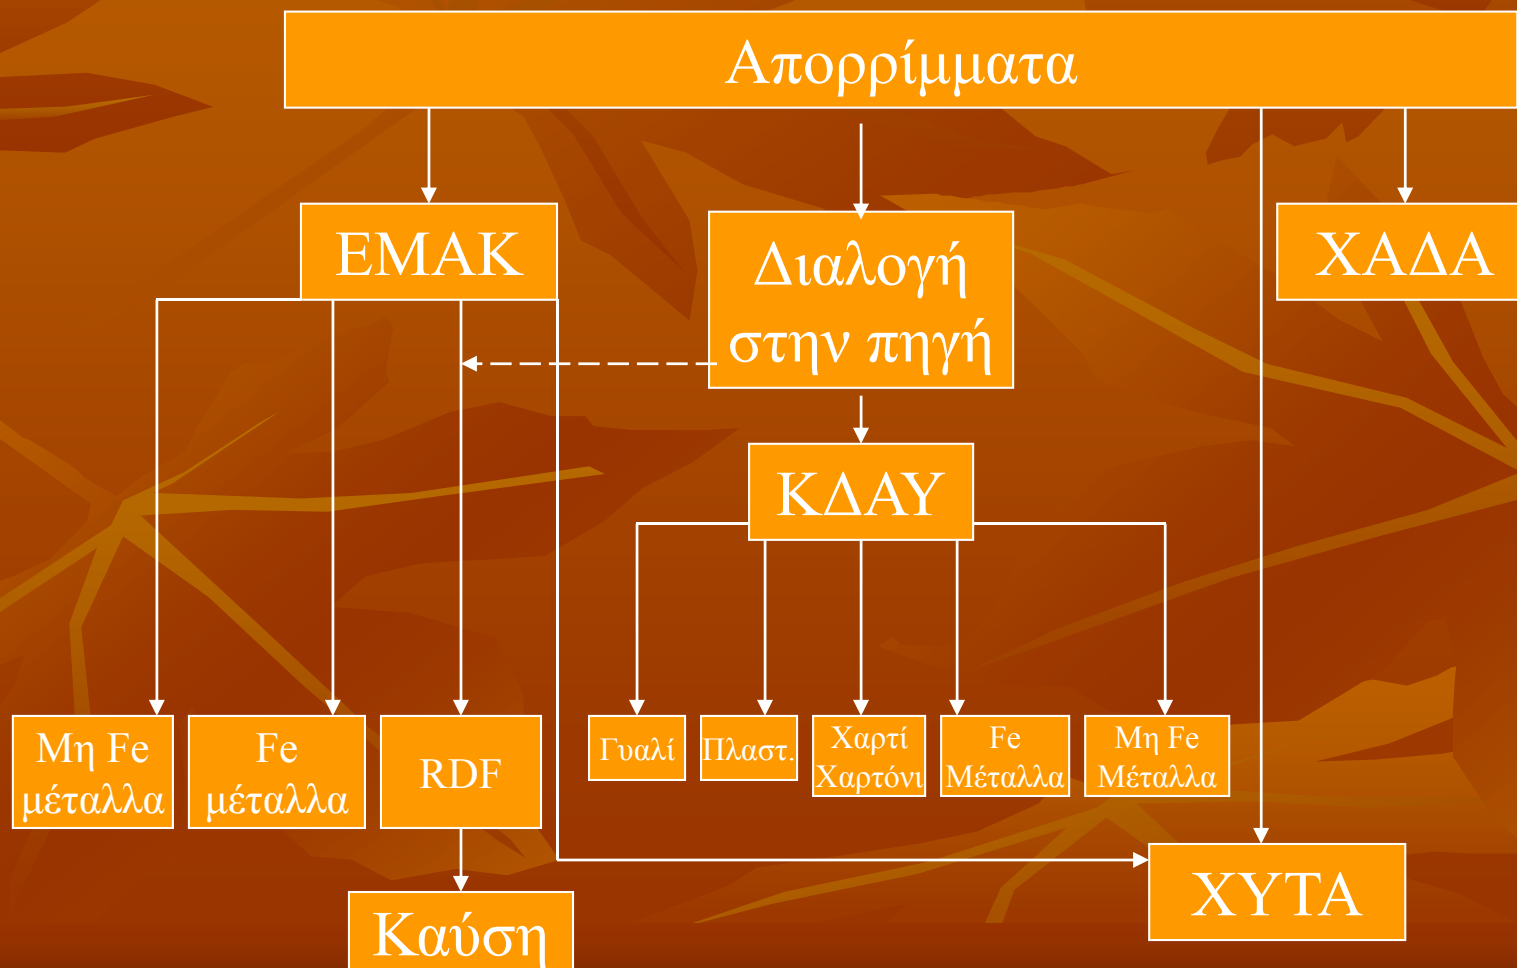 Απορρίμματα
ΕΜΑΚ
Διαλογή
στην πηγή
ΧΑΔΑ
ΚΔΑΥ
Μη Fe
μέταλλα
Fe
μέταλλα
RDF
Γυαλί
Πλαστ.
Χαρτί
Χαρτόνι
Fe
Μέταλλα
Μη Fe
Μέταλλα
ΧΥΤΑ
Καύση